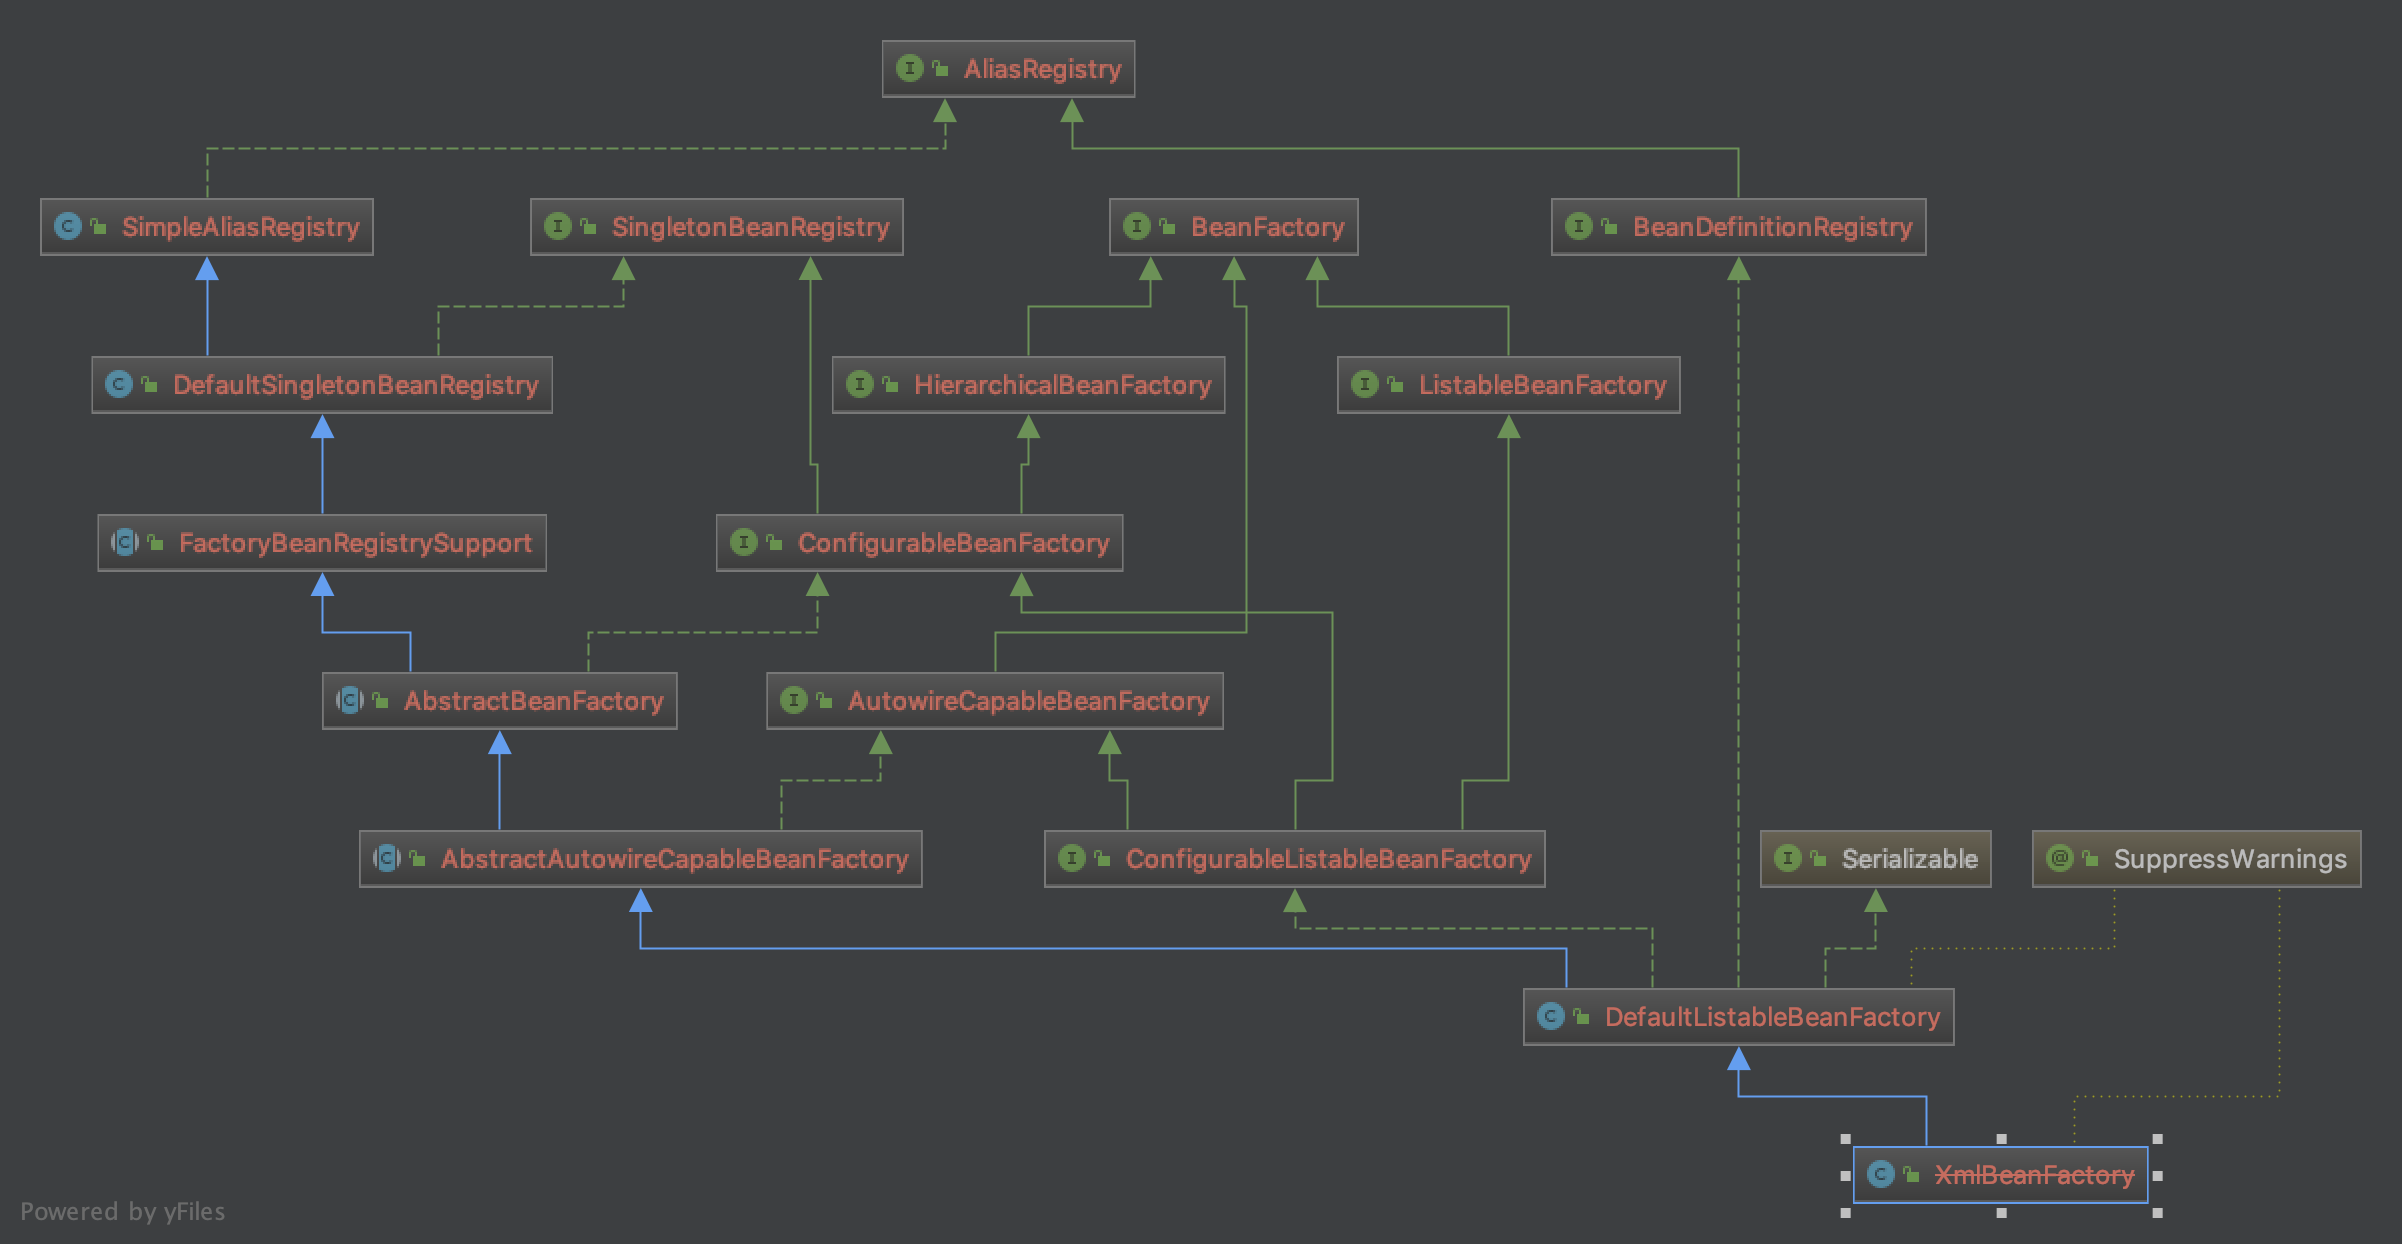 AliasRegistry
SimpleAliasRegistry
SingletonBeanRegistry
BeanFactory
BeanDefinitionRegistry
DefaultSingletonBeanRegistry
HierarchicalBeanFactory
ListableBeanFactory
FactoryBeanRegistrySupport
ConfigurableBeanFactory
AbstractBeanFactory
AutowireCapableBeanFactory
AbstractAutowireCapableBeanFactory
ConfigurableListableBeanFactory
Serializable
SuppressWarnings
DefaultListableBeanFactory
XmlBeanFactory
Powered by yFiles